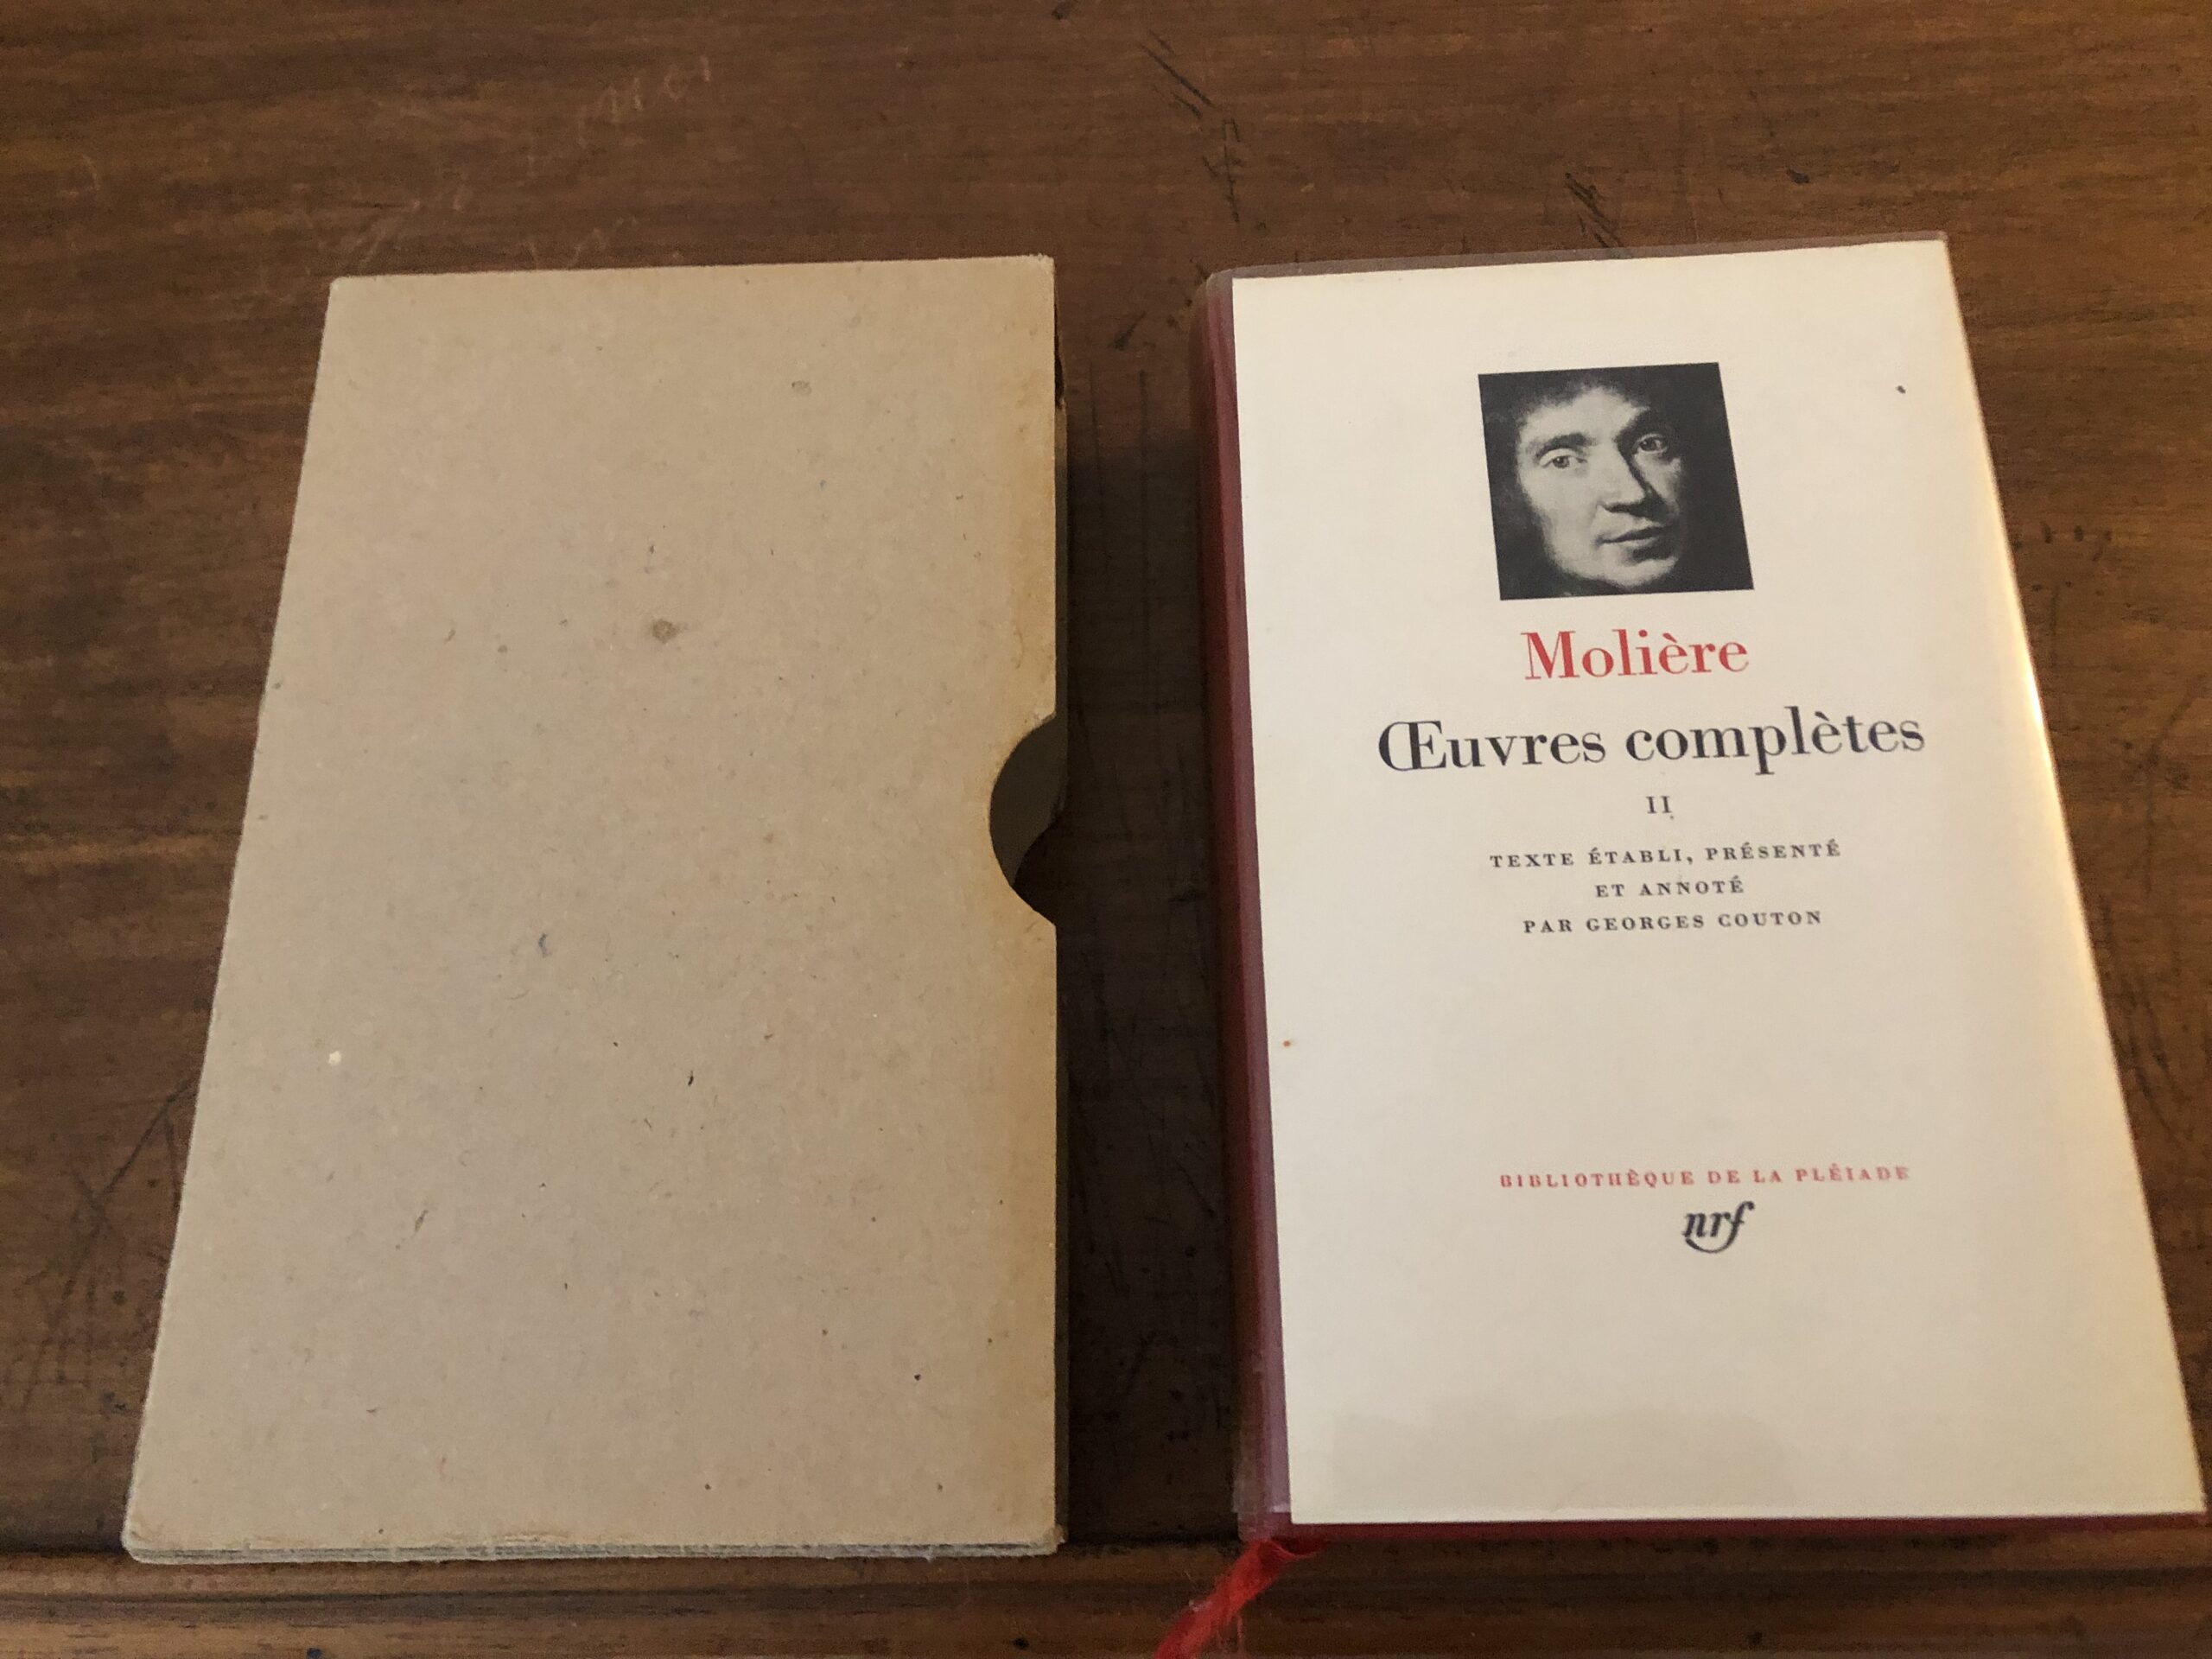 Molière
Œuvres complètes
II
TEXTE ÉTABLI, PRÉSENTÉ
ET ANNOTÉ
PAR GEORGES COUTON
BIBLIOTHÈQUE DE LA PLÉIADE
nrf